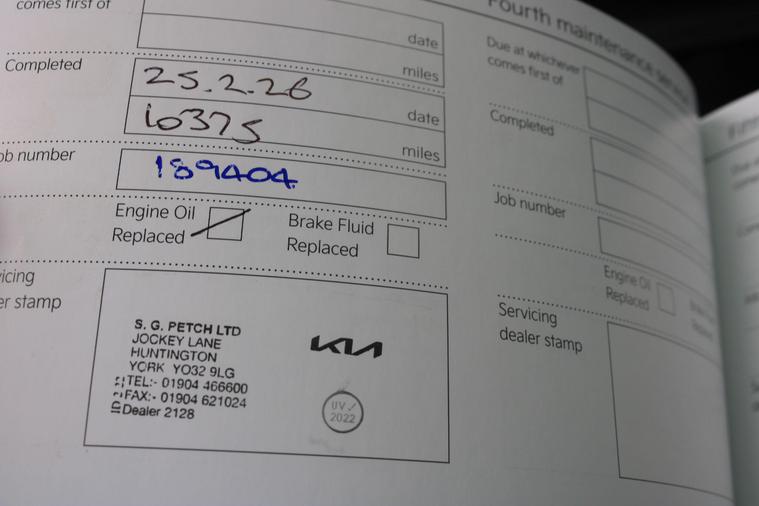 comes first of
date
miles
Completed
25.2.26
date
10375
miles
ob number
189404
Engine Oil
Replaced
Brake Fluid
Replaced
icing
er stamp
S. G. PETCH LTD
JOCKEY LANE
HUNTINGTON
YORK YO32 9LG
TEL:- 01904 466600
FAX:- 01904 621024
Dealer 2128
KIA
UV ✓
2022
Fourth maintenance
Due at whichever
comes first of
Completed
Job number
Engine Oil
Replaced
Servicing
dealer stamp